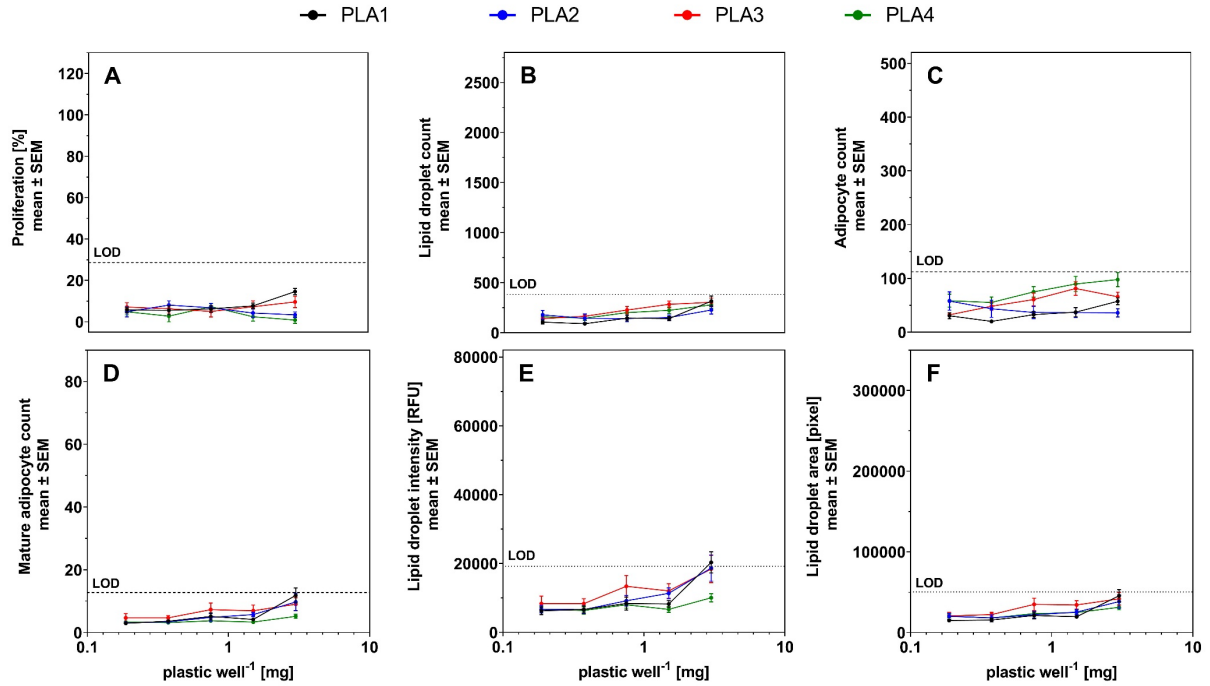 PLA1 PLA2 PLA3 PLA4
A
Proliferation [%]
mean ± SEM
120
100
80
60
40
20
0
LOD
B
Lipid droplet count
mean ± SEM
2500
2000
1500
1000
500
0
LOD
C
Adipocyte count
mean ± SEM
500
400
300
200
100
0
LOD
D
Mature adipocyte count
mean ± SEM
80
60
40
20
0
LOD
0.1 1 10
plastic well-1 [mg]
E
Lipid droplet intensity [RFU]
mean ± SEM
80000
60000
40000
20000
0
LOD
0.1 1 10
plastic well-1 [mg]
F
Lipid droplet area [pixel]
mean ± SEM
300000
200000
100000
0
LOD
0.1 1 10
plastic well-1 [mg]